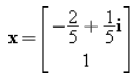 x = [ -2/5 + 1/5 i
1 ]